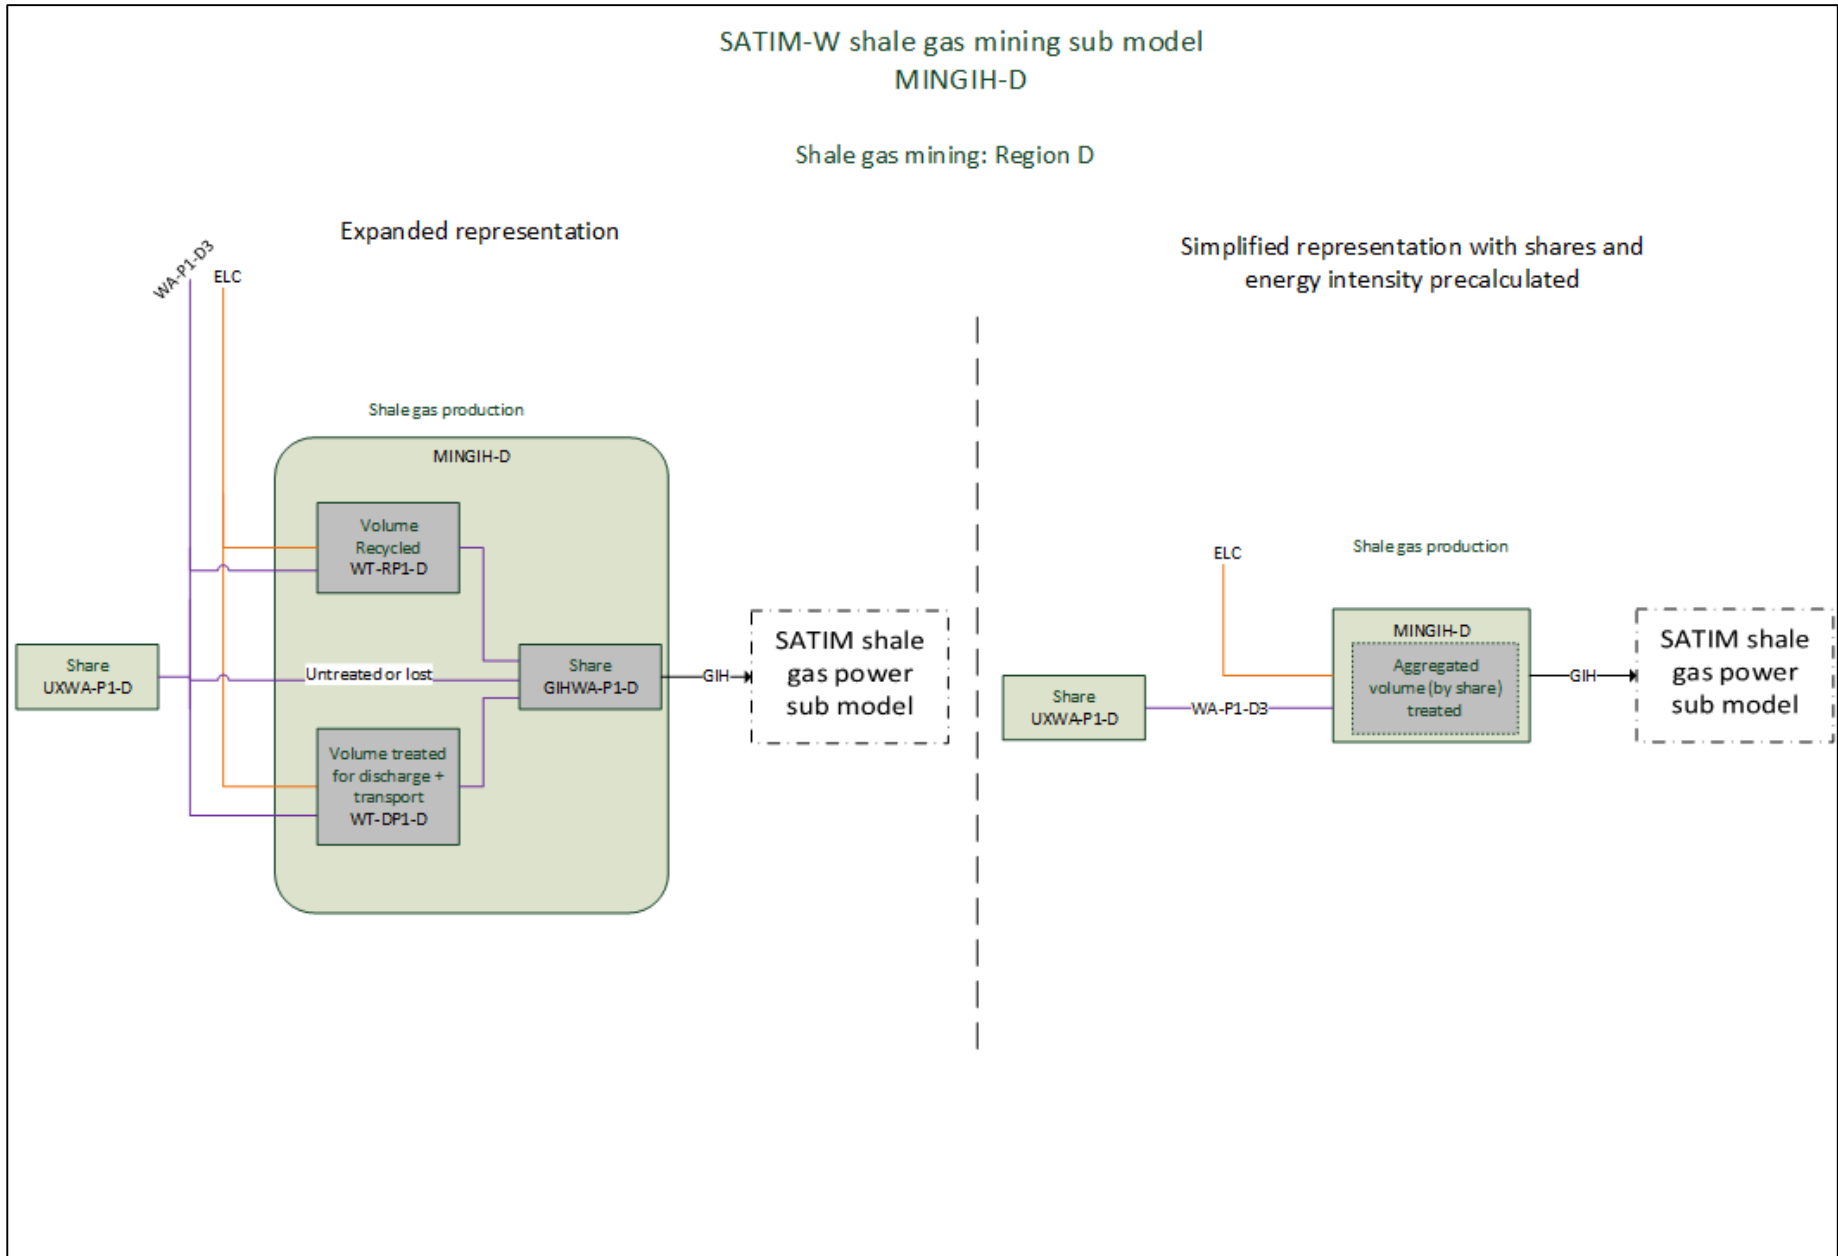 SATIM-W shale gas mining sub model
MINGIH-D
Shale gas mining: Region D
Expanded representation
WA-P1-D3
ELC
Shale gas production
MINGIH-D
Volume
Recycled
WT-RP1-D
Share
UXWA-P1-D
Untreated or lost
Share
GIHWA-P1-D
GIH
SATIM shale
gas power
sub model
Volume treated
for discharge +
transport
WT-DP1-D
Simplified representation with shares and
energy intensity precalculated
ELC
Shale gas production
Share
UXWA-P1-D
WA-P1-D3
MINGIH-D
Aggregated
volume (by share)
treated
GIH
SATIM shale
gas power
sub model